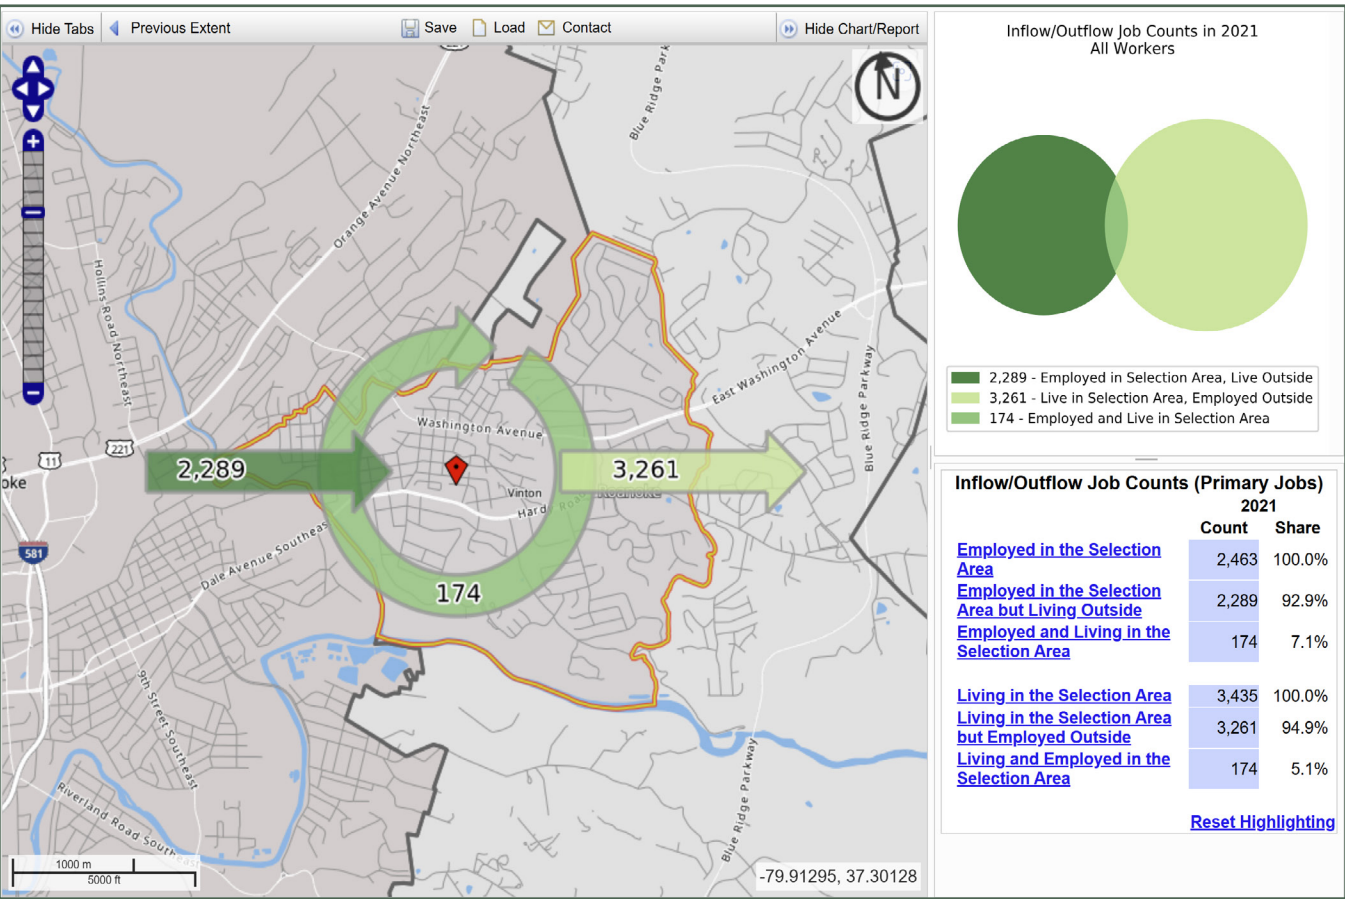 Hide Tabs
Previous Extent
Save
Load
Contact
Hide Chart/Report
N
Blue Ridge Park
Orange Avenue Northeast
Hollins Road Northeast
East Washington Avenue
Blue Ridge Parkway
Washington Avenue
221
11
oke
2,289
3,261
Vinton
Roanoke
Hardy Road
581
Dale Avenue Southeas
174
9th Street Southeast
Riverland Road Southeast
Blue Ridge Parkway
1000 m
5000 ft
-79.91295, 37.30128
Inflow/Outflow Job Counts in 2021
All Workers
2,289 - Employed in Selection Area, Live Outside
3,261 - Live in Selection Area, Employed Outside
174 - Employed and Live in Selection Area
Inflow/Outflow Job Counts (Primary Jobs)
2021
Count Share
Employed in the Selection
Area 2,463 100.0%
Employed in the Selection
Area but Living Outside 2,289 92.9%
Employed and Living in the
Selection Area 174 7.1%
Living in the Selection Area 3,435 100.0%
Living in the Selection Area
but Employed Outside 3,261 94.9%
Living and Employed in the
Selection Area 174 5.1%
Reset Highlighting